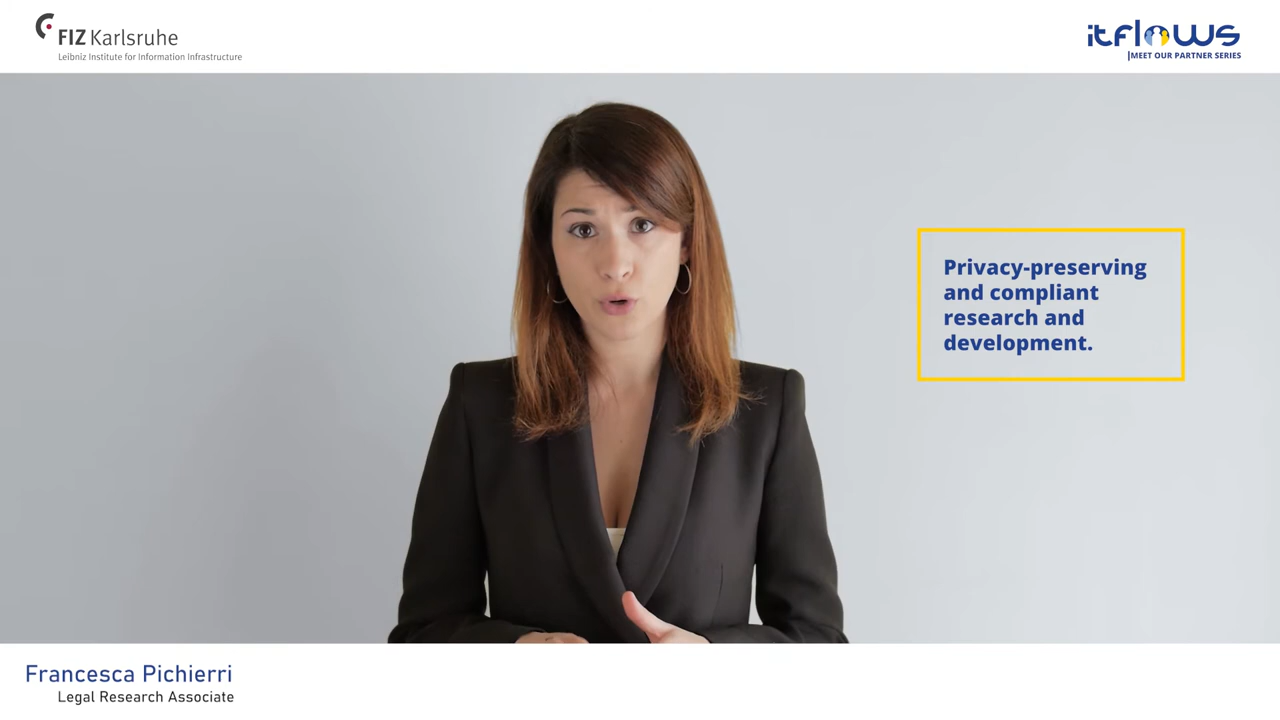 FIZ Karlsruhe
Leibniz Institute for Information Infrastructure
itflows
|MEET OUR PARTNER SERIES
Privacy-preserving
and compliant
research and
development.
Francesca Pichierri
Legal Research Associate